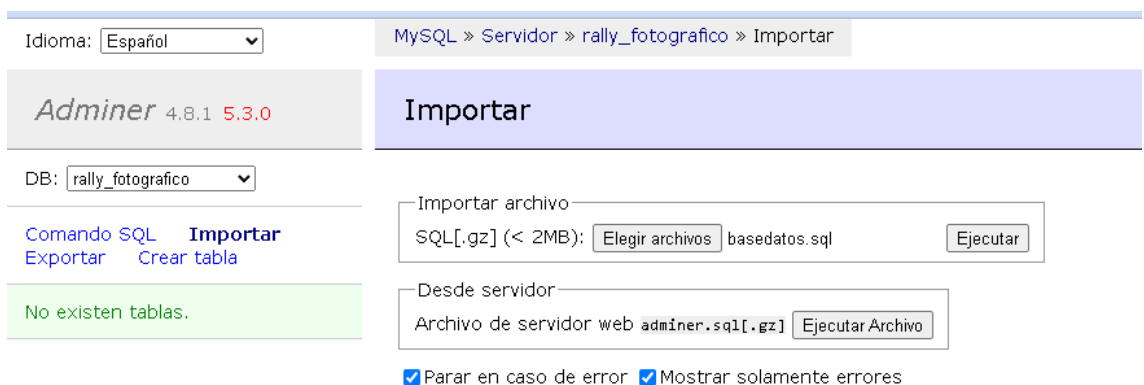 Idioma: Español
MySQL » Servidor » rally_fotografico » Importar
Adminer 4.8.1 5.3.0
Importar
DB: rally_fotografico
Comando SQL Importar
Exportar Crear tabla
No existen tablas.
Importar archivo
SQL[.gz] (< 2MB): Elegir archivos basedatos.sql Ejecutar
Desde servidor
Archivo de servidor web adminer.sql[.gz] Ejecutar Archivo
Parar en caso de error Mostrar solamente errores